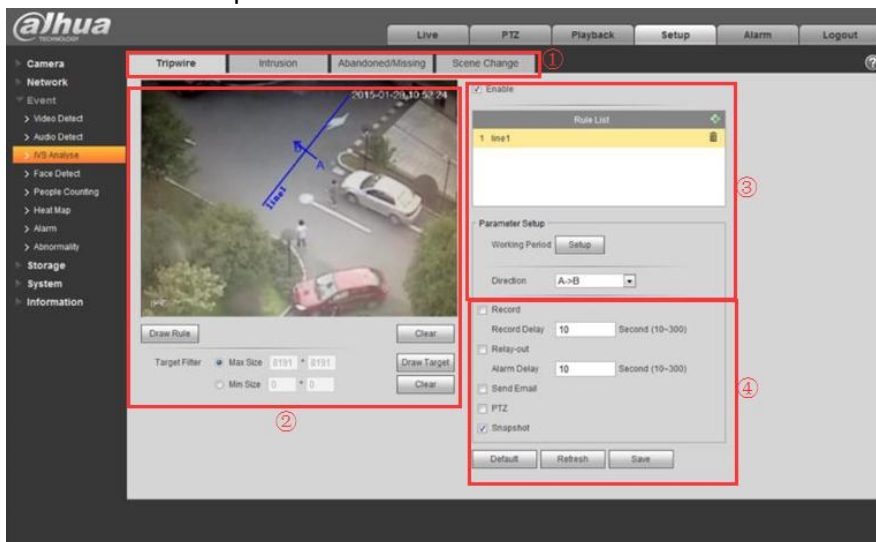 alhua
TECHNOLOGY
Live PTZ Playback Setup Alarm Logout
Tripwire Intrusion Abandoned/Missing Scene Change ①
Camera
Network
Event
Video Detect
Audio Detect
IVS Analyse
Face Detect
People Counting
Heat Map
Alarm
Abnormality
Storage
System
Information
2015-01-29 10:52:24
B
A
line1
Draw Rule Clear
Target Filter Max Size 8191 * 8191 Draw Target
Min Size 0 * 0 Clear
②
Enable
Rule List
1 line1
③
Parameter Setup
Working Period Setup
Direction A->B
Record
Record Delay 10 Second (10~300)
Relay-out
Alarm Delay 10 Second (10~300)
Send Email
④
PTZ
Snapshot
Default Refresh Save